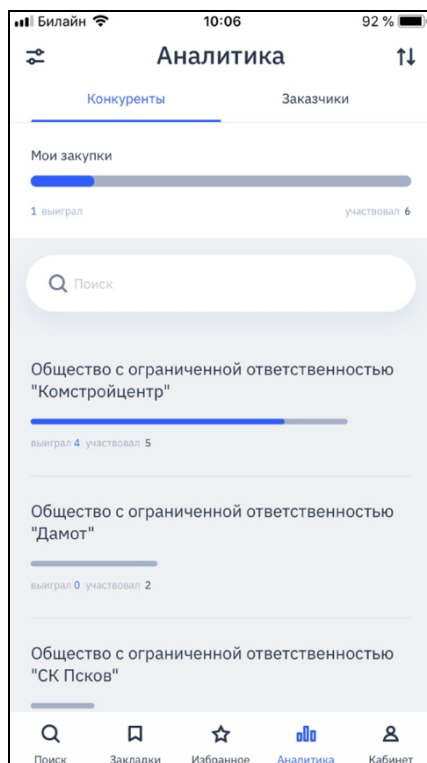 Билайн 10:06 92 %
Аналитика
Конкуренты Заказчики
Мои закупки
1 выиграл участвовал 6
Поиск
Общество с ограниченной ответственностью
"Комстройцентр"
выиграл 4 участвовал 5
Общество с ограниченной ответственностью
"Дамот"
выиграл 0 участвовал 2
Общество с ограниченной ответственностью
"СК Псков"
Поиск Закладки Избранное Аналитика Кабинет